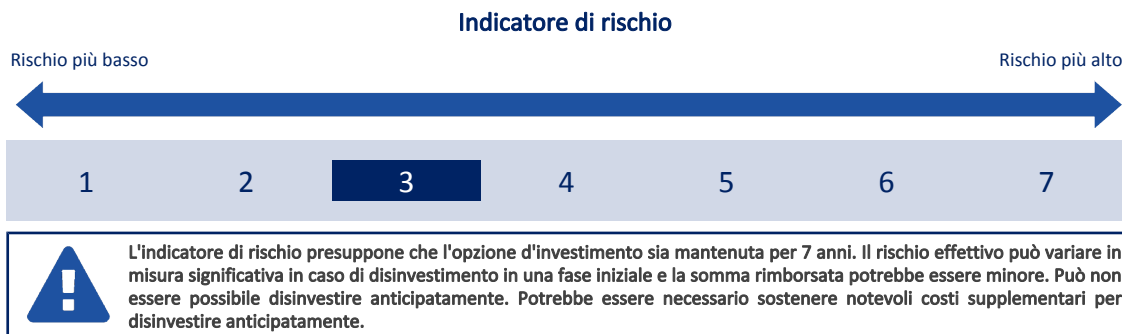 Indicatore di rischio
Rischio più basso
Rischio più alto
1 2 3 4 5 6 7
L'indicatore di rischio presuppone che l'opzione d'investimento sia mantenuta per 7 anni. Il rischio effettivo può variare in
misura significativa in caso di disinvestimento in una fase iniziale e la somma rimborsata potrebbe essere minore. Può non
essere possibile disinvestire anticipatamente. Potrebbe essere necessario sostenere notevoli costi supplementari per
disinvestire anticipatamente.